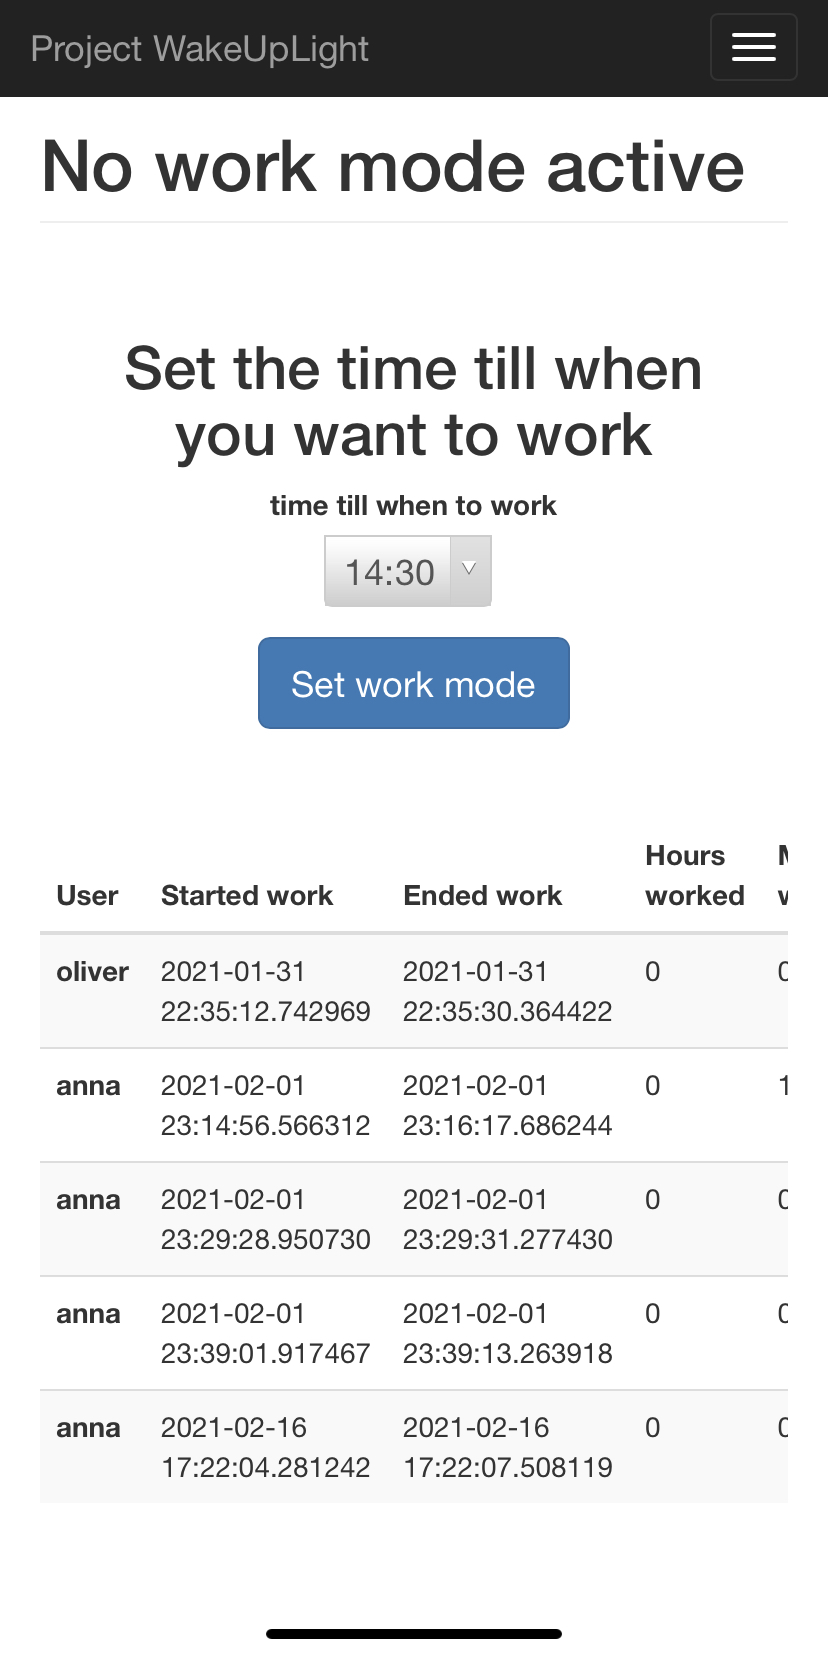 Project WakeUpLight
No work mode active
Set the time till when
you want to work
time till when to work
14:30
Set work mode
Hours
User Started work Ended work worked
oliver 2021-01-31 2021-01-31 0
22:35:12.742969 22:35:30.364422
anna 2021-02-01 2021-02-01 0 1
23:14:56.566312 23:16:17.686244
anna 2021-02-01 2021-02-01 0
23:29:28.950730 23:29:31.277430
anna 2021-02-01 2021-02-01 0
23:39:01.917467 23:39:13.263918
anna 2021-02-16 2021-02-16 0
17:22:04.281242 17:22:07.508119